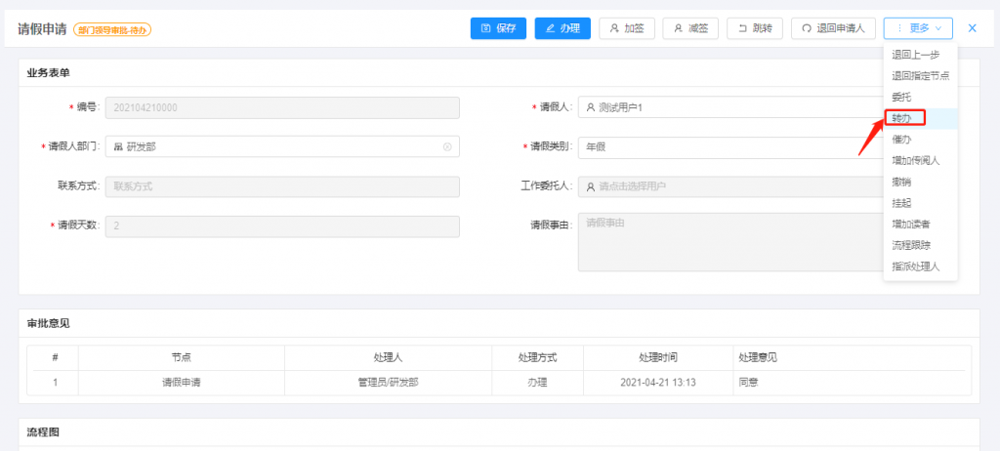 请假申请 部门领导审批-待办 保存 办理 加签 减签 跳转 退回申请人 更多
退回上一步
退回指定节点
委托
转办
催办
增加传阅人
撤销
挂起
增加读者
流程跟踪
指派处理人
业务表单
* 编号: 202104210000 * 请假人: 测试用户1
* 请假人部门: 研发部 * 请假类别: 年假
联系方式: 联系方式 工作委托人: 请点击选择用户
* 请假天数: 2 请假事由: 请假事由
审批意见
# 节点 处理人 处理方式 处理时间 处理意见
1 请假申请 管理员/研发部 办理 2021-04-21 13:13 同意
流程图